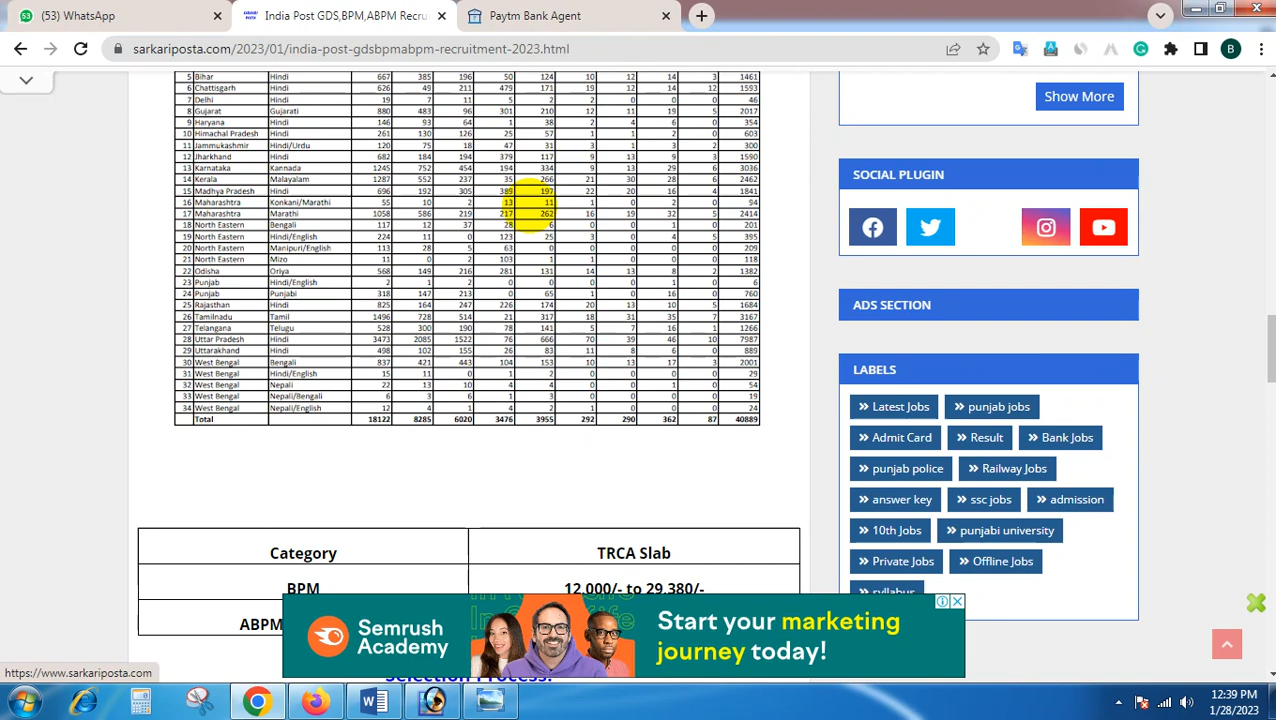 (53) WhatsApp
India Post GDS,BPM,ABPM Recru
Paytm Bank Agent
sarkariposta.com/2023/01/india-post-gdsbpmabpm-recruitment-2023.html
B
5 Bihar Hindi 667 385 196 50 124 10 12 14 3 1461
6 Chattisgarh Hindi 626 49 211 479 171 19 12 14 12 1593
7 Delhi Hindi 19 7 11 5 2 2 0 0 0 46
8 Gujarat Gujarati 880 483 96 301 210 12 11 19 5 2017
9 Haryana Hindi 146 93 64 1 38 2 4 6 0 354
10 Himachal Pradesh Hindi 261 130 126 25 57 1 1 2 0 603
11 Jammukashmir Hindi/Urdu 120 75 18 47 31 3 1 3 2 300
12 Jharkhand Hindi 682 184 194 379 117 9 13 9 3 1590
13 Karnataka Kannada 1245 752 454 194 334 9 13 29 6 3036
14 Kerala Malayalam 1287 552 237 35 266 21 30 28 6 2462
15 Madhya Pradesh Hindi 696 192 305 389 197 22 20 16 4 1841
16 Maharashtra Konkani/Marathi 55 10 2 13 11 1 0 2 0 94
17 Maharashtra Marathi 1058 586 219 217 262 16 19 32 5 2414
18 North Eastern Bengali 117 12 37 28 6 0 0 1 0 201
19 North Eastern Hindi/English 224 11 0 123 25 3 0 4 5 395
20 North Eastern Manipuri/English 113 28 5 63 0 0 0 0 0 209
21 North Eastern Mizo 11 0 2 103 1 1 0 0 0 118
22 Odisha Oriya 568 149 216 281 131 14 13 8 2 1382
23 Punjab Hindi/English 2 1 2 0 0 0 0 0 1 6
24 Punjab Punjabi 318 147 213 0 65 1 0 16 0 760
25 Rajasthan Hindi 825 164 247 226 174 20 13 10 5 1684
26 Tamilnadu Tamil 1496 728 514 21 317 18 31 35 7 3167
27 Telangana Telugu 528 300 190 78 141 5 7 16 1 1266
28 Uttar Pradesh Hindi 3473 2085 1522 76 666 70 39 46 10 7987
29 Uttarakhand Hindi 498 102 155 26 83 11 8 6 0 889
30 West Bengal Bengali 837 421 443 104 153 10 13 17 3 2001
31 West Bengal Hindi/English 15 11 0 1 2 0 0 0 0 29
32 West Bengal Nepali 22 13 10 4 4 0 0 1 0 54
33 West Bengal Nepali/Bengali 6 3 6 1 3 0 0 0 0 19
34 West Bengal Nepali/English 12 4 1 4 2 1 0 0 0 24
Total 18122 8285 6020 3476 3955 292 290 362 87 40889
Category TRCA Slab
BPM 12,000/- to 29,380/-
ABPM
Semrush Academy
Start your marketing journey today!
Show More
SOCIAL PLUGIN
ADS SECTION
LABELS
» Latest Jobs » punjab jobs
» Admit Card » Result » Bank Jobs
» punjab police » Railway Jobs
» answer key » ssc jobs » admission
» 10th Jobs » punjabi university
» Private Jobs » Offline Jobs
» syllabus
https://www.sarkariposta.com
Selection Process:
12:39 PM
1/28/2023